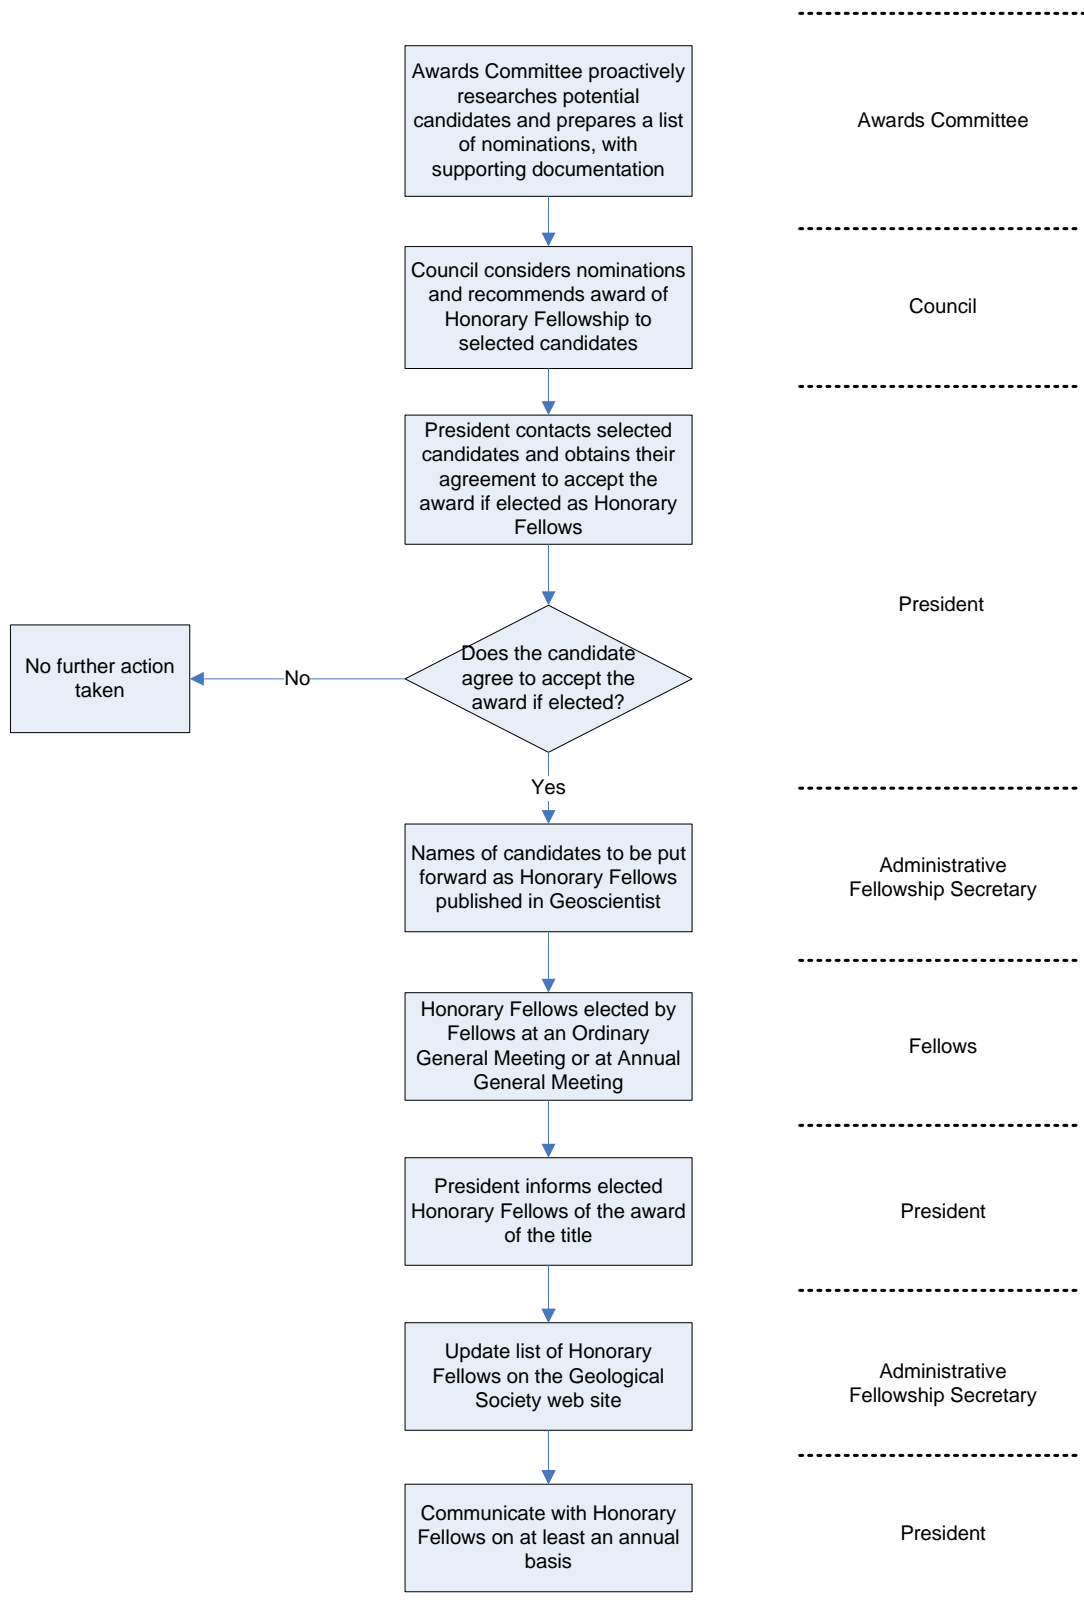 Awards Committee proactively
researches potential
candidates and prepares a list
of nominations, with
supporting documentation
Awards Committee
Council considers nominations
and recommends award of
Honorary Fellowship to
selected candidates
Council
President contacts selected
candidates and obtains their
agreement to accept the
award if elected as Honorary
Fellows
President
Does the candidate
agree to accept the
award if elected?
No
No further action
taken
Yes
Names of candidates to be put
forward as Honorary Fellows
published in Geoscientist
Administrative
Fellowship Secretary
Honorary Fellows elected by
Fellows at an Ordinary
General Meeting or at Annual
General Meeting
Fellows
President informs elected
Honorary Fellows of the award
of the title
President
Update list of Honorary
Fellows on the Geological
Society web site
Administrative
Fellowship Secretary
Communicate with Honorary
Fellows on at least an annual
basis
President